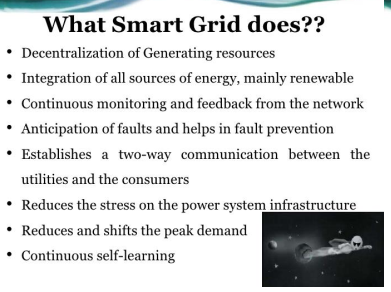 What Smart Grid does??
• Decentralization of Generating resources
• Integration of all sources of energy, mainly renewable
• Continuous monitoring and feedback from the network
• Anticipation of faults and helps in fault prevention
• Establishes a two-way communication between the
utilities and the consumers
• Reduces the stress on the power system infrastructure
• Reduces and shifts the peak demand
• Continuous self-learning